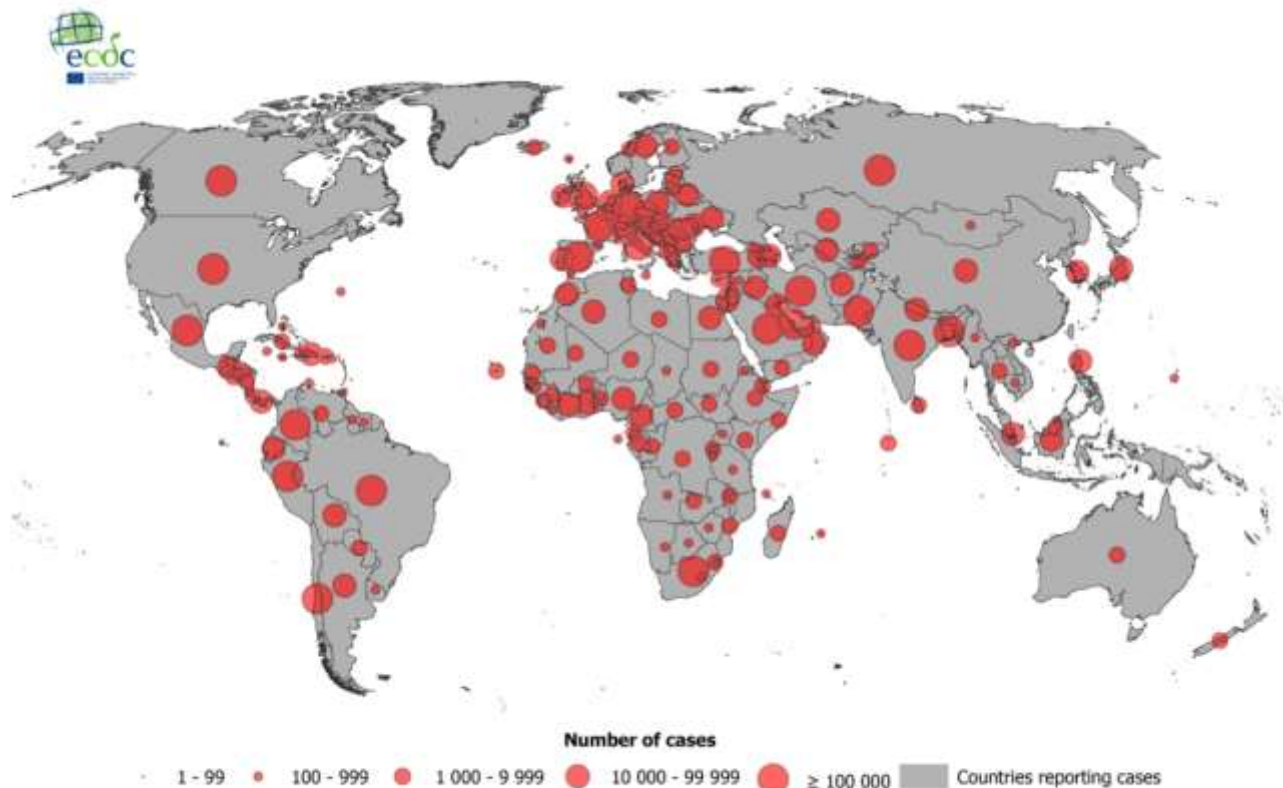 ecdc
Number of cases
1 - 99 100 - 999 1 000 - 9 999 10 000 - 99 999 ≥ 100 000 Countries reporting cases